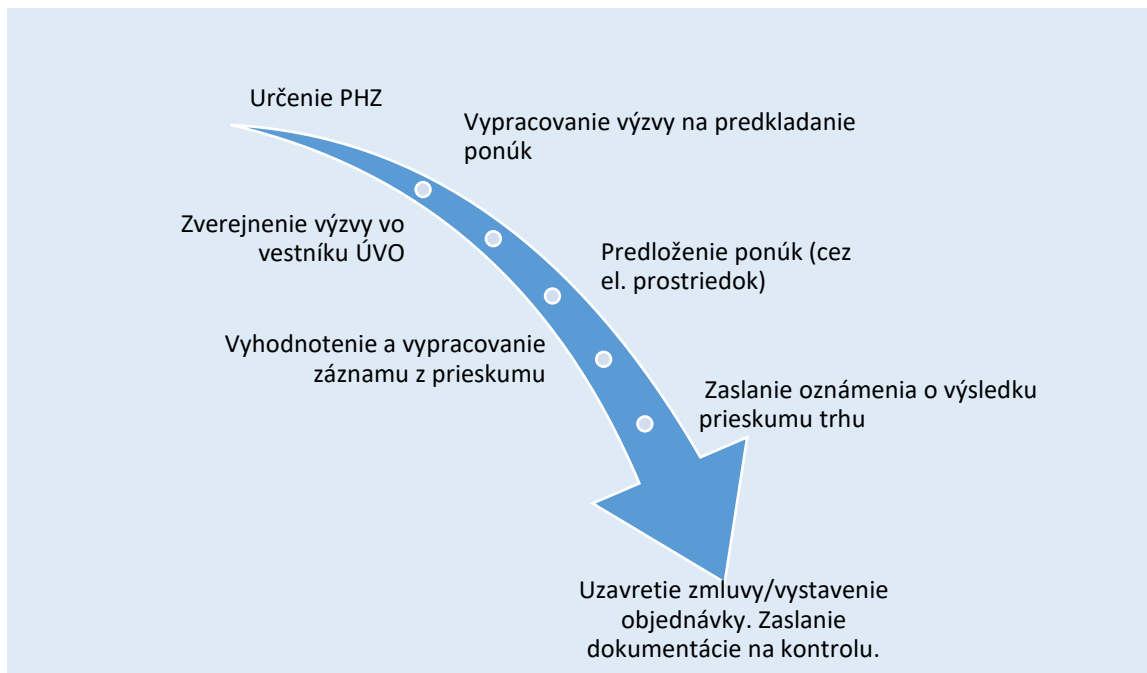 Určenie PHZ
Vypracovanie výzvy na predkladanie
ponúk
Zverejnenie výzvy vo
vestníku ÚVO
Predloženie ponúk (cez
el. prostriedok)
Vyhodnotenie a vypracovanie
záznamu z prieskumu
Zaslanie oznámenia o výsledku
prieskumu trhu
Uzavretie zmluvy/vystavenie
objednávky. Zaslanie
dokumentácie na kontrolu.